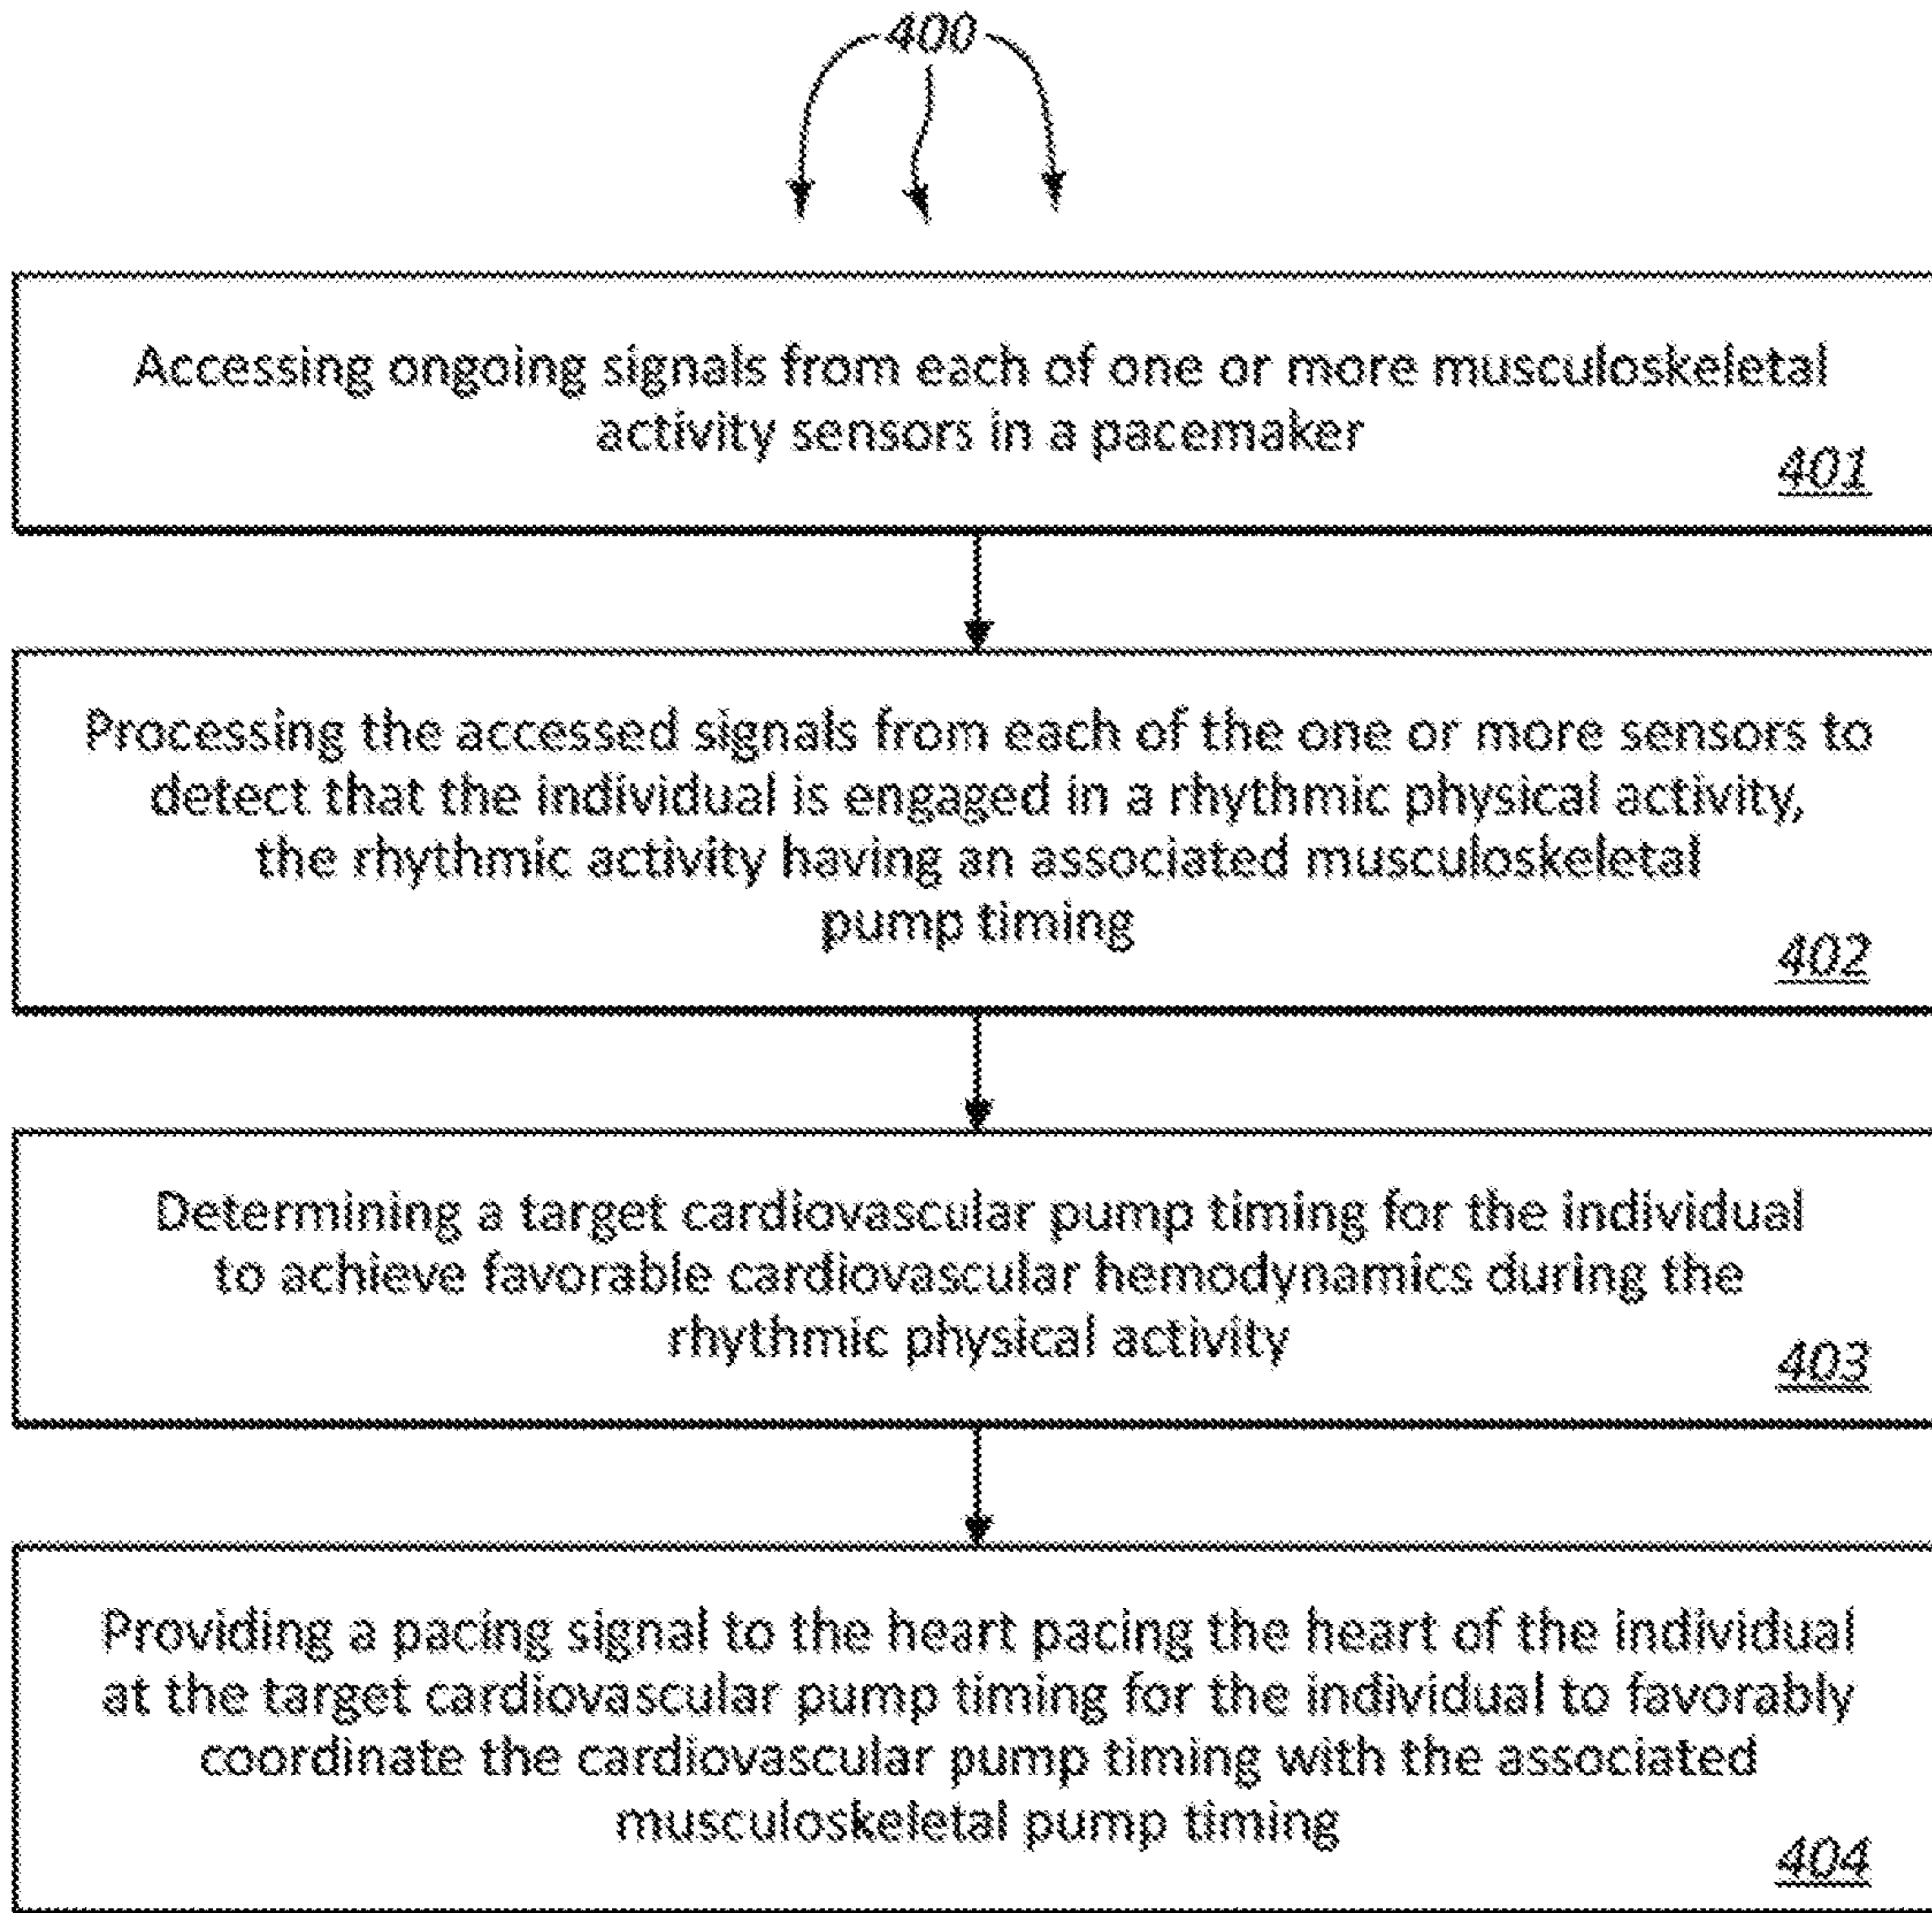 400
Accessing ongoing signals from each of one or more musculoskeletal
activity sensors in a pacemaker
401
Processing the accessed signals from each of the one or more sensors to
detect that the individual is engaged in a rhythmic physical activity,
the rhythmic activity having an associated musculoskeletal
pump timing
402
Determining a target cardiovascular pump timing for the individual
to achieve favorable cardiovascular hemodynamics during the
rhythmic physical activity
403
Providing a pacing signal to the heart pacing the heart of the individual
at the target cardiovascular pump timing for the individual to favorably
coordinate the cardiovascular pump timing with the associated
musculoskeletal pump timing
404